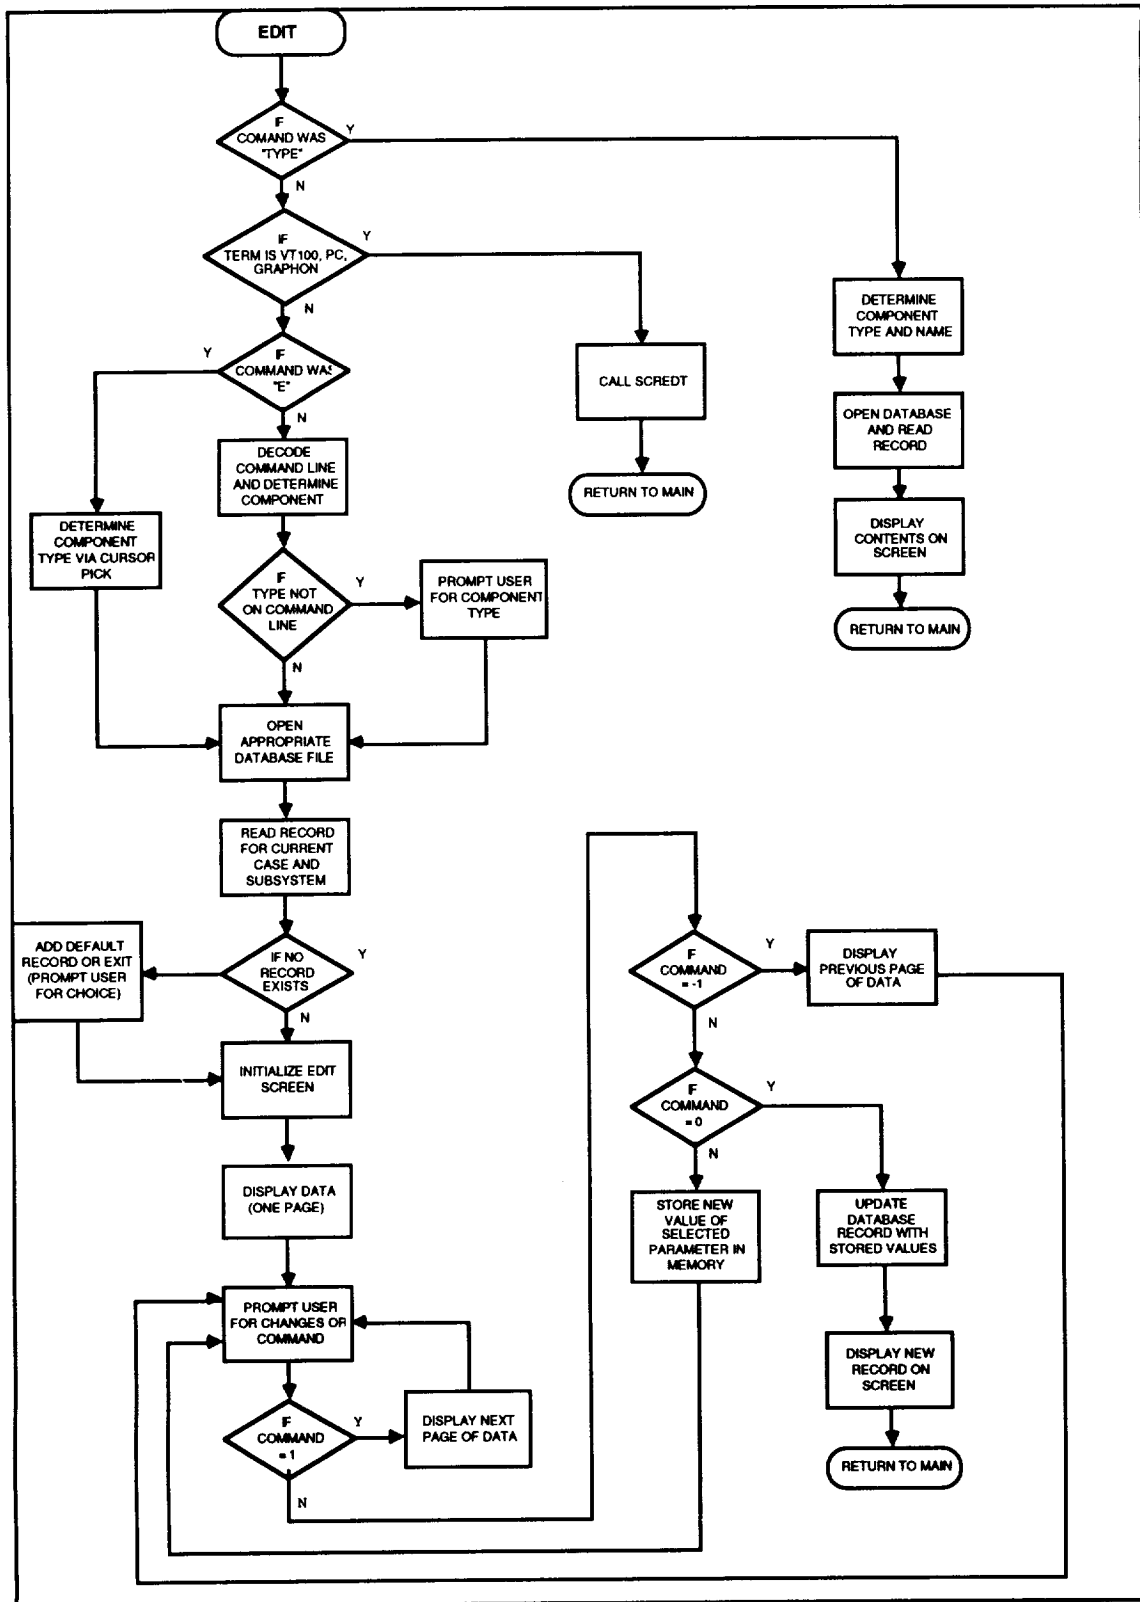 EDIT
IF
COMAND WAS
"TYPE"
Y
N
IF
TERM IS VT100, PC,
GRAPHON
Y
N
IF
COMMAND WAS
"E"
Y
N
DECODE
COMMAND LINE
AND DETERMINE
COMPONENT
DETERMINE
COMPONENT
TYPE VIA CURSOR
PICK
IF
TYPE NOT
ON COMMAND
LINE
Y
N
PROMPT USER
FOR COMPONENT
TYPE
CALL SCREDT
RETURN TO MAIN
DETERMINE
COMPONENT
TYPE AND NAME
OPEN DATABASE
AND READ
RECORD
DISPLAY
CONTENTS ON
SCREEN
RETURN TO MAIN
OPEN
APPROPRIATE
DATABASE FILE
READ RECORD
FOR CURRENT
CASE AND
SUBSYSTEM
IF NO
RECORD
EXISTS
Y
N
ADD DEFAULT
RECORD OR EXIT
(PROMPT USER
FOR CHOICE)
INITIALIZE EDIT
SCREEN
DISPLAY DATA
(ONE PAGE)
PROMPT USER
FOR CHANGES OR
COMMAND
IF
COMMAND
= 1
Y
N
DISPLAY NEXT
PAGE OF DATA
IF
COMMAND
= -1
Y
N
DISPLAY
PREVIOUS PAGE
OF DATA
IF
COMMAND
= 0
Y
N
STORE NEW
VALUE OF
SELECTED
PARAMETER IN
MEMORY
UPDATE
DATABASE
RECORD WITH
STORED VALUES
DISPLAY NEW
RECORD ON
SCREEN
RETURN TO MAIN